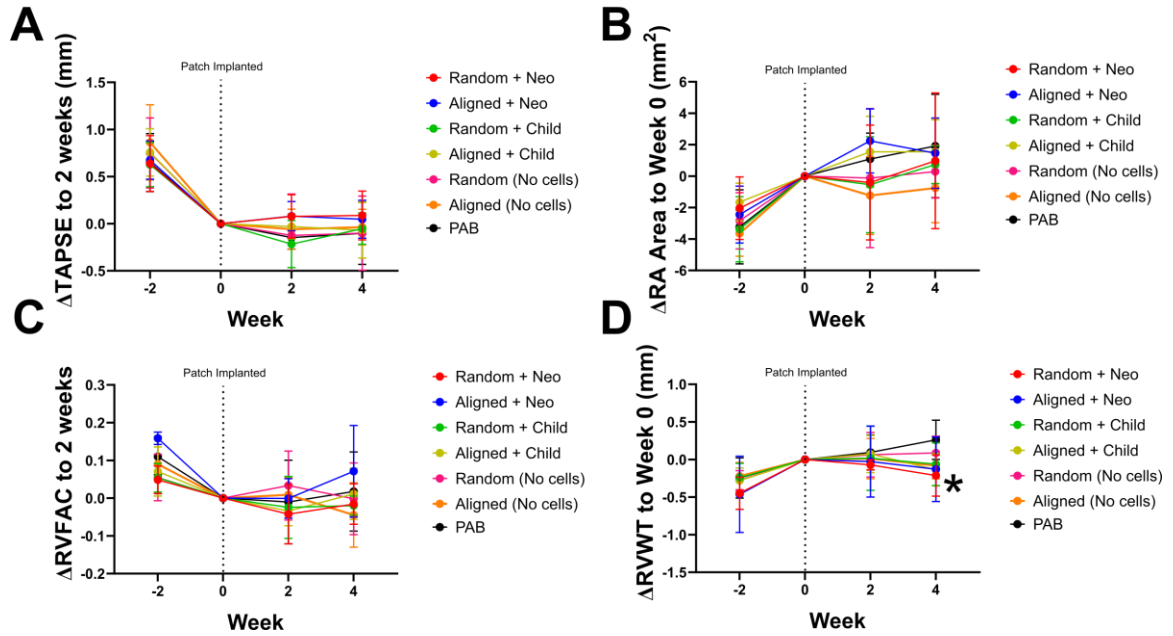 A
ΔTAPSE to 2 weeks (mm)
1.5
1.0
0.5
0.0
-0.5
Patch Implanted
-2
0
2
4
Week
Random + Neo
Aligned + Neo
Random + Child
Aligned + Child
Random (No cells)
Aligned (No cells)
PAB
B
ΔRA Area to Week 0 (mm²)
6
4
2
0
-2
-4
-6
Patch Implanted
-2
0
2
4
Week
Random + Neo
Aligned + Neo
Random + Child
Aligned + Child
Random (No cells)
Aligned (No cells)
PAB
C
ΔRVFAC to 2 weeks
0.3
0.2
0.1
0.0
-0.1
-0.2
Patch Implanted
-2
0
2
4
Week
Random + Neo
Aligned + Neo
Random + Child
Aligned + Child
Random (No cells)
Aligned (No cells)
PAB
D
ΔRVWT to Week 0 (mm)
1.0
0.5
0.0
-0.5
-1.0
-1.5
Patch Implanted
*
-2
0
2
4
Week
Random + Neo
Aligned + Neo
Random + Child
Aligned + Child
Random (No cells)
Aligned (No cells)
PAB